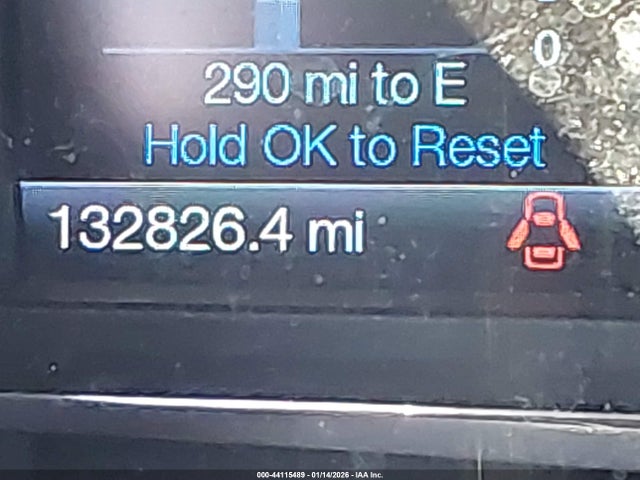 0
290 mi to E
Hold OK to Reset
132826.4 mi
000-44115489 - 01/14/2026 - IAA Inc.